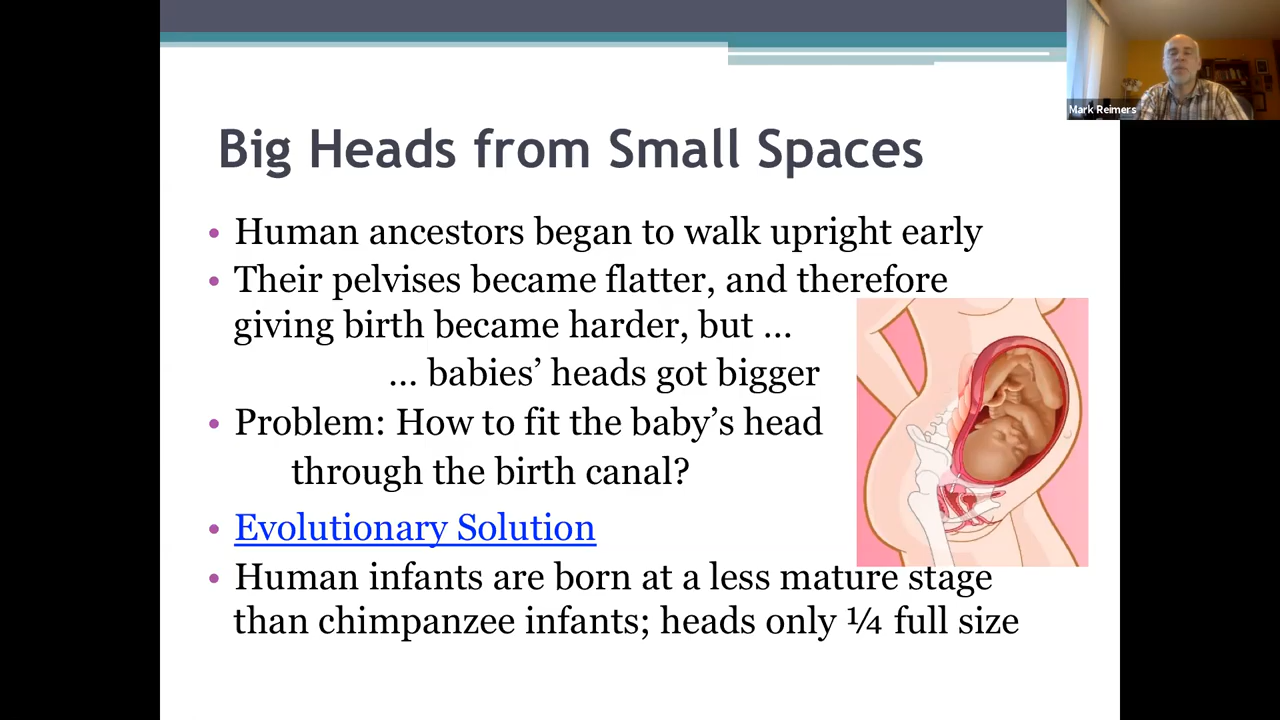 Mark Reimers
Big Heads from Small Spaces
• Human ancestors began to walk upright early
• Their pelvises became flatter, and therefore
giving birth became harder, but ...
... babies’ heads got bigger
• Problem: How to fit the baby’s head
through the birth canal?
• Evolutionary Solution
• Human infants are born at a less mature stage
than chimpanzee infants; heads only ¼ full size